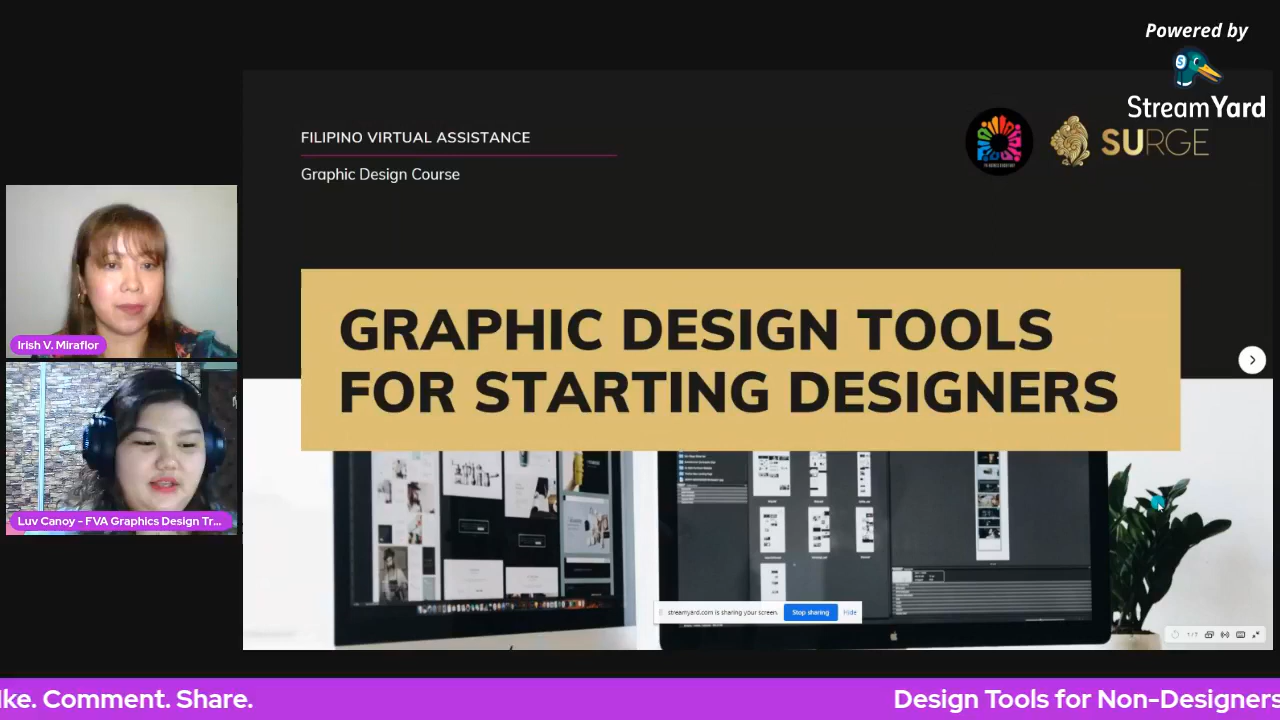 Powered by
StreamYard
FILIPINO VIRTUAL ASSISTANCE
Graphic Design Course
SURGE
GRAPHIC DESIGN TOOLS
FOR STARTING DESIGNERS
Irish V. Miraflor
Luv Canoy - FVA Graphics Design Tr...
streamyard.com is sharing your screen
Stop sharing
Hide
1/7
Ike. Comment. Share.
Design Tools for Non-Designers